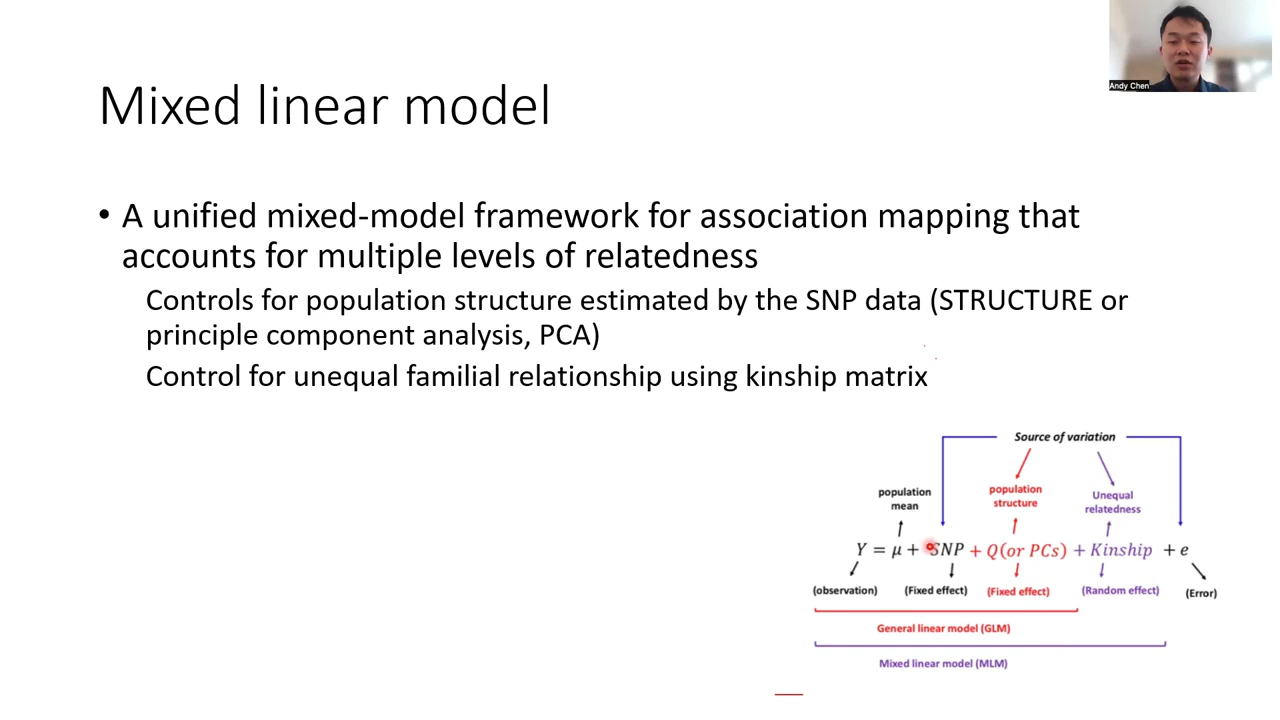 Andy Chen
Mixed linear model
• A unified mixed-model framework for association mapping that
accounts for multiple levels of relatedness
Controls for population structure estimated by the SNP data (STRUCTURE or
principle component analysis, PCA)
Control for unequal familial relationship using kinship matrix
Source of variation
population
mean
population
structure
Unequal
relatedness
Y = μ + SNP + Q(or PCs) + Kinship + e
(observation) (Fixed effect) (Fixed effect) (Random effect) (Error)
General linear model (GLM)
Mixed linear model (MLM)